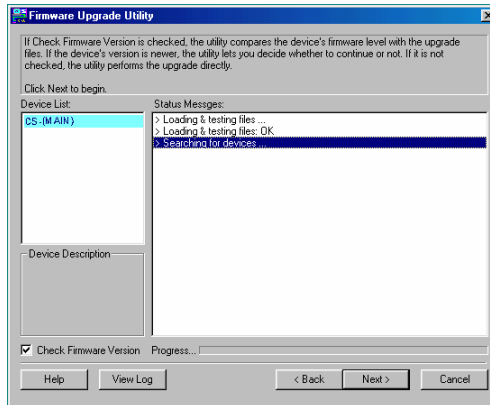 Firmware Upgrade Utility
If Check Firmware Version is checked, the utility compares the device's firmware level with the upgrade
files. If the device's version is newer, the utility lets you decide whether to continue or not. If it is not
checked, the utility performs the upgrade directly.
Click Next to begin.
Device List:
Status Messges:
CS-(MAIN)
> Loading & testing files ...
> Loading & testing files: OK
> Searching for devices ...
Device Description
Check Firmware Version
Progress...
Help
View Log
< Back
Next >
Cancel